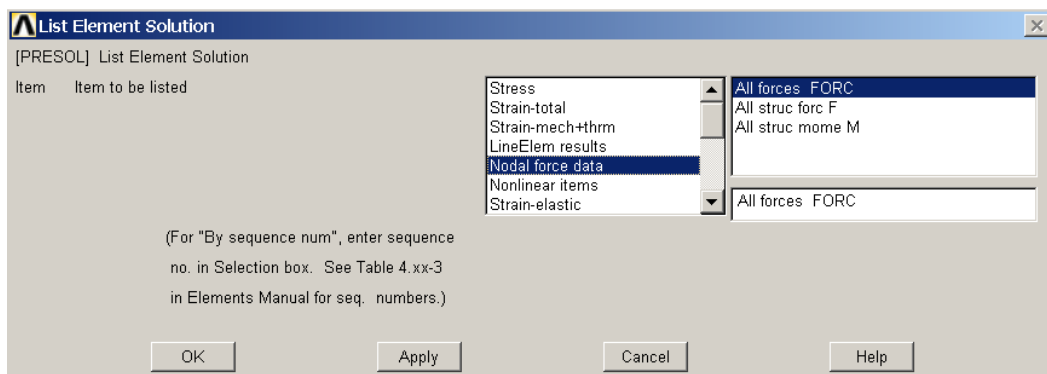 List Element Solution
[PRESOL] List Element Solution
Item Item to be listed
Stress
Strain-total
Strain-mech+thrm
LineElem results
Nodal force data
Nonlinear items
Strain-elastic
All forces FORC
All struc forc F
All struc mome M
All forces FORC
(For "By sequence num", enter sequence
no. in Selection box. See Table 4.xx-3
in Elements Manual for seq. numbers.)
OK Apply Cancel Help